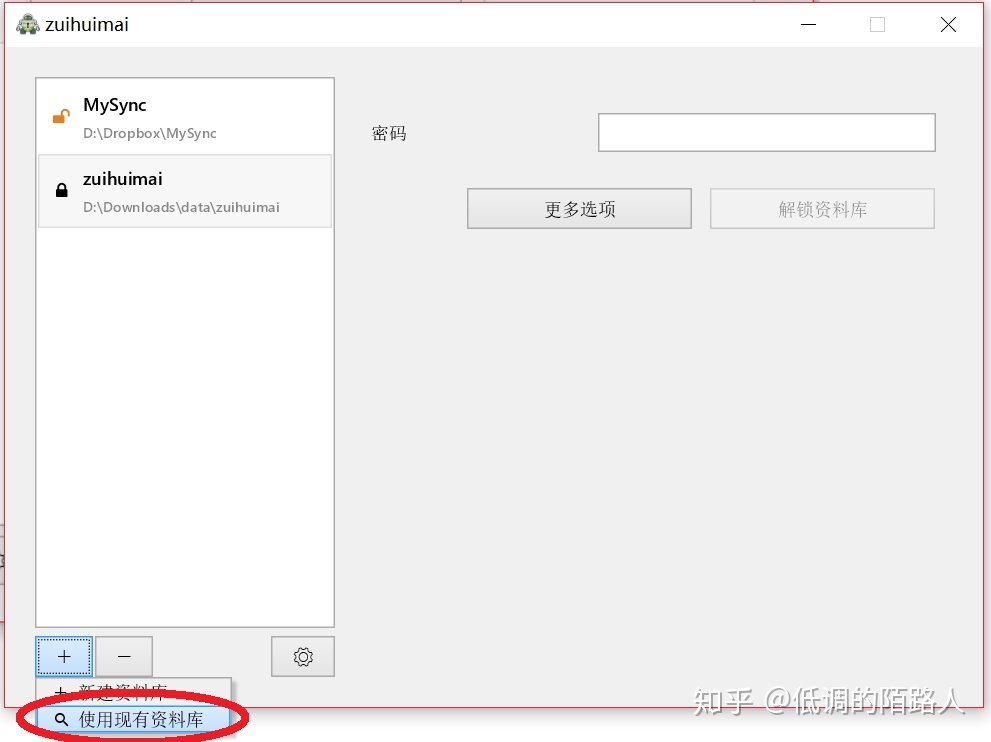 zuihuimai
MySync
D:\Dropbox\MySync
zuihuimai
D:\Downloads\data\zuihuimai
密码
更多选项
解锁资料库
+
−
+ 新建资料库
使用现有资料库
知乎 @低调的陌路人